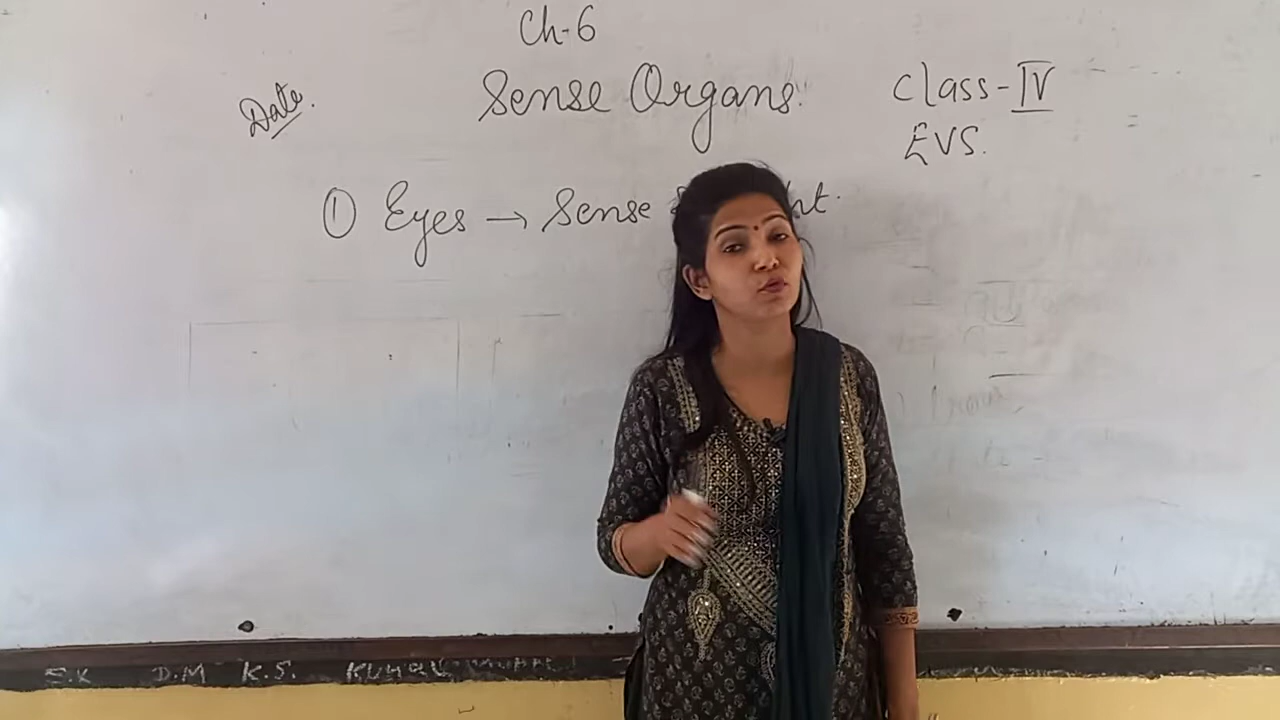 Ch-6
Date.
Sense Organs.
Class-IV
EVS.
① Eyes → Sense
E.K D.M K.S.